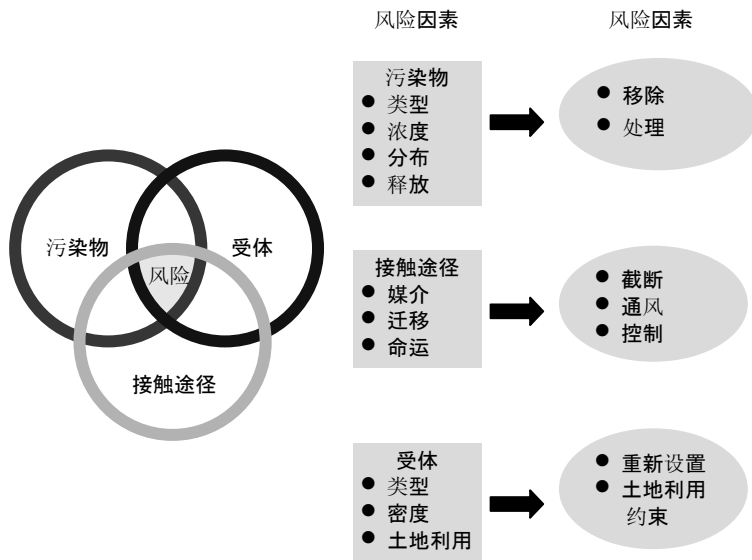 风险因素
风险因素
污染物
● 类型
● 浓度
● 分布
● 释放
● 移除
● 处理
污染物
受体
风险
接触途径
接触途径
● 媒介
● 迁移
● 命运
● 截断
● 通风
● 控制
受体
● 类型
● 密度
● 土地利用
● 重新设置
● 土地利用
约束